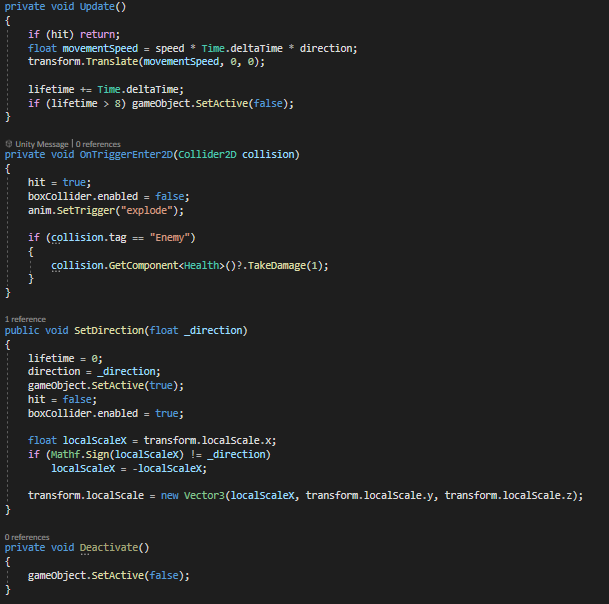 private void Update()
{
if (hit) return;
float movementSpeed = speed * Time.deltaTime * direction;
transform.Translate(movementSpeed, 0, 0);
lifetime += Time.deltaTime;
if (lifetime > 8) gameObject.SetActive(false);
}
Unity Message | 0 references
private void OnTriggerEnter2D(Collider2D collision)
{
hit = true;
boxCollider.enabled = false;
anim.SetTrigger("explode");
if (collision.tag == "Enemy")
{
collision.GetComponent<Health>()?.TakeDamage(1);
}
}
1 reference
public void SetDirection(float _direction)
{
lifetime = 0;
direction = _direction;
gameObject.SetActive(true);
hit = false;
boxCollider.enabled = true;
float localScaleX = transform.localScale.x;
if (Mathf.Sign(localScaleX) != _direction)
localScaleX = -localScaleX;
transform.localScale = new Vector3(localScaleX, transform.localScale.y, transform.localScale.z);
}
0 references
private void Deactivate()
{
gameObject.SetActive(false);
}